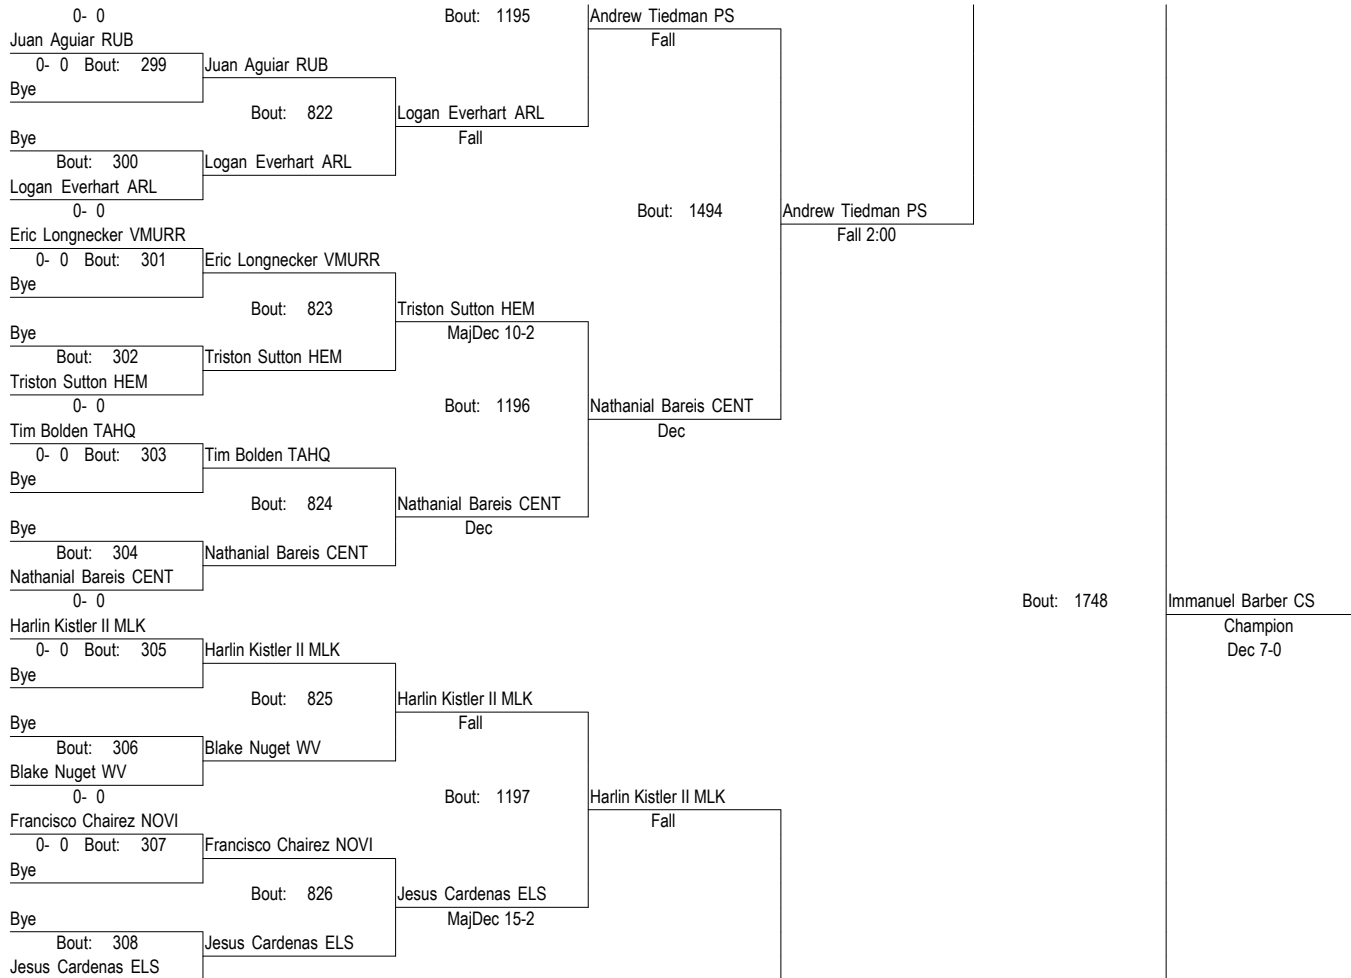 0- 0 Bout: 1195 Andrew Tiedman PS
Juan Aguiar RUB Fall
0- 0 Bout: 299 Juan Aguiar RUB
Bye
Bout: 822 Logan Everhart ARL
Bye Fall
Bout: 300 Logan Everhart ARL
Logan Everhart ARL
0- 0 Bout: 1494 Andrew Tiedman PS
Eric Longnecker VMURR Fall 2:00
0- 0 Bout: 301 Eric Longnecker VMURR
Bye
Bout: 823 Triston Sutton HEM
Bye MajDec 10-2
Bout: 302 Triston Sutton HEM
Triston Sutton HEM
0- 0 Bout: 1196 Nathanial Bareis CENT
Tim Bolden TAHQ Dec
0- 0 Bout: 303 Tim Bolden TAHQ
Bye
Bout: 824 Nathanial Bareis CENT
Bye Dec
Bout: 304 Nathanial Bareis CENT
Nathanial Bareis CENT
0- 0 Bout: 1748 Immanuel Barber CS
Harlin Kistler II MLK Champion
0- 0 Bout: 305 Harlin Kistler II MLK Dec 7-0
Bye
Bout: 825 Harlin Kistler II MLK
Bye Fall
Bout: 306 Blake Nuget WV
Blake Nuget WV
0- 0 Bout: 1197 Harlin Kistler II MLK
Francisco Chairez NOVI Fall
0- 0 Bout: 307 Francisco Chairez NOVI
Bye
Bout: 826 Jesus Cardenas ELS
Bye MajDec 15-2
Bout: 308 Jesus Cardenas ELS
Jesus Cardenas ELS